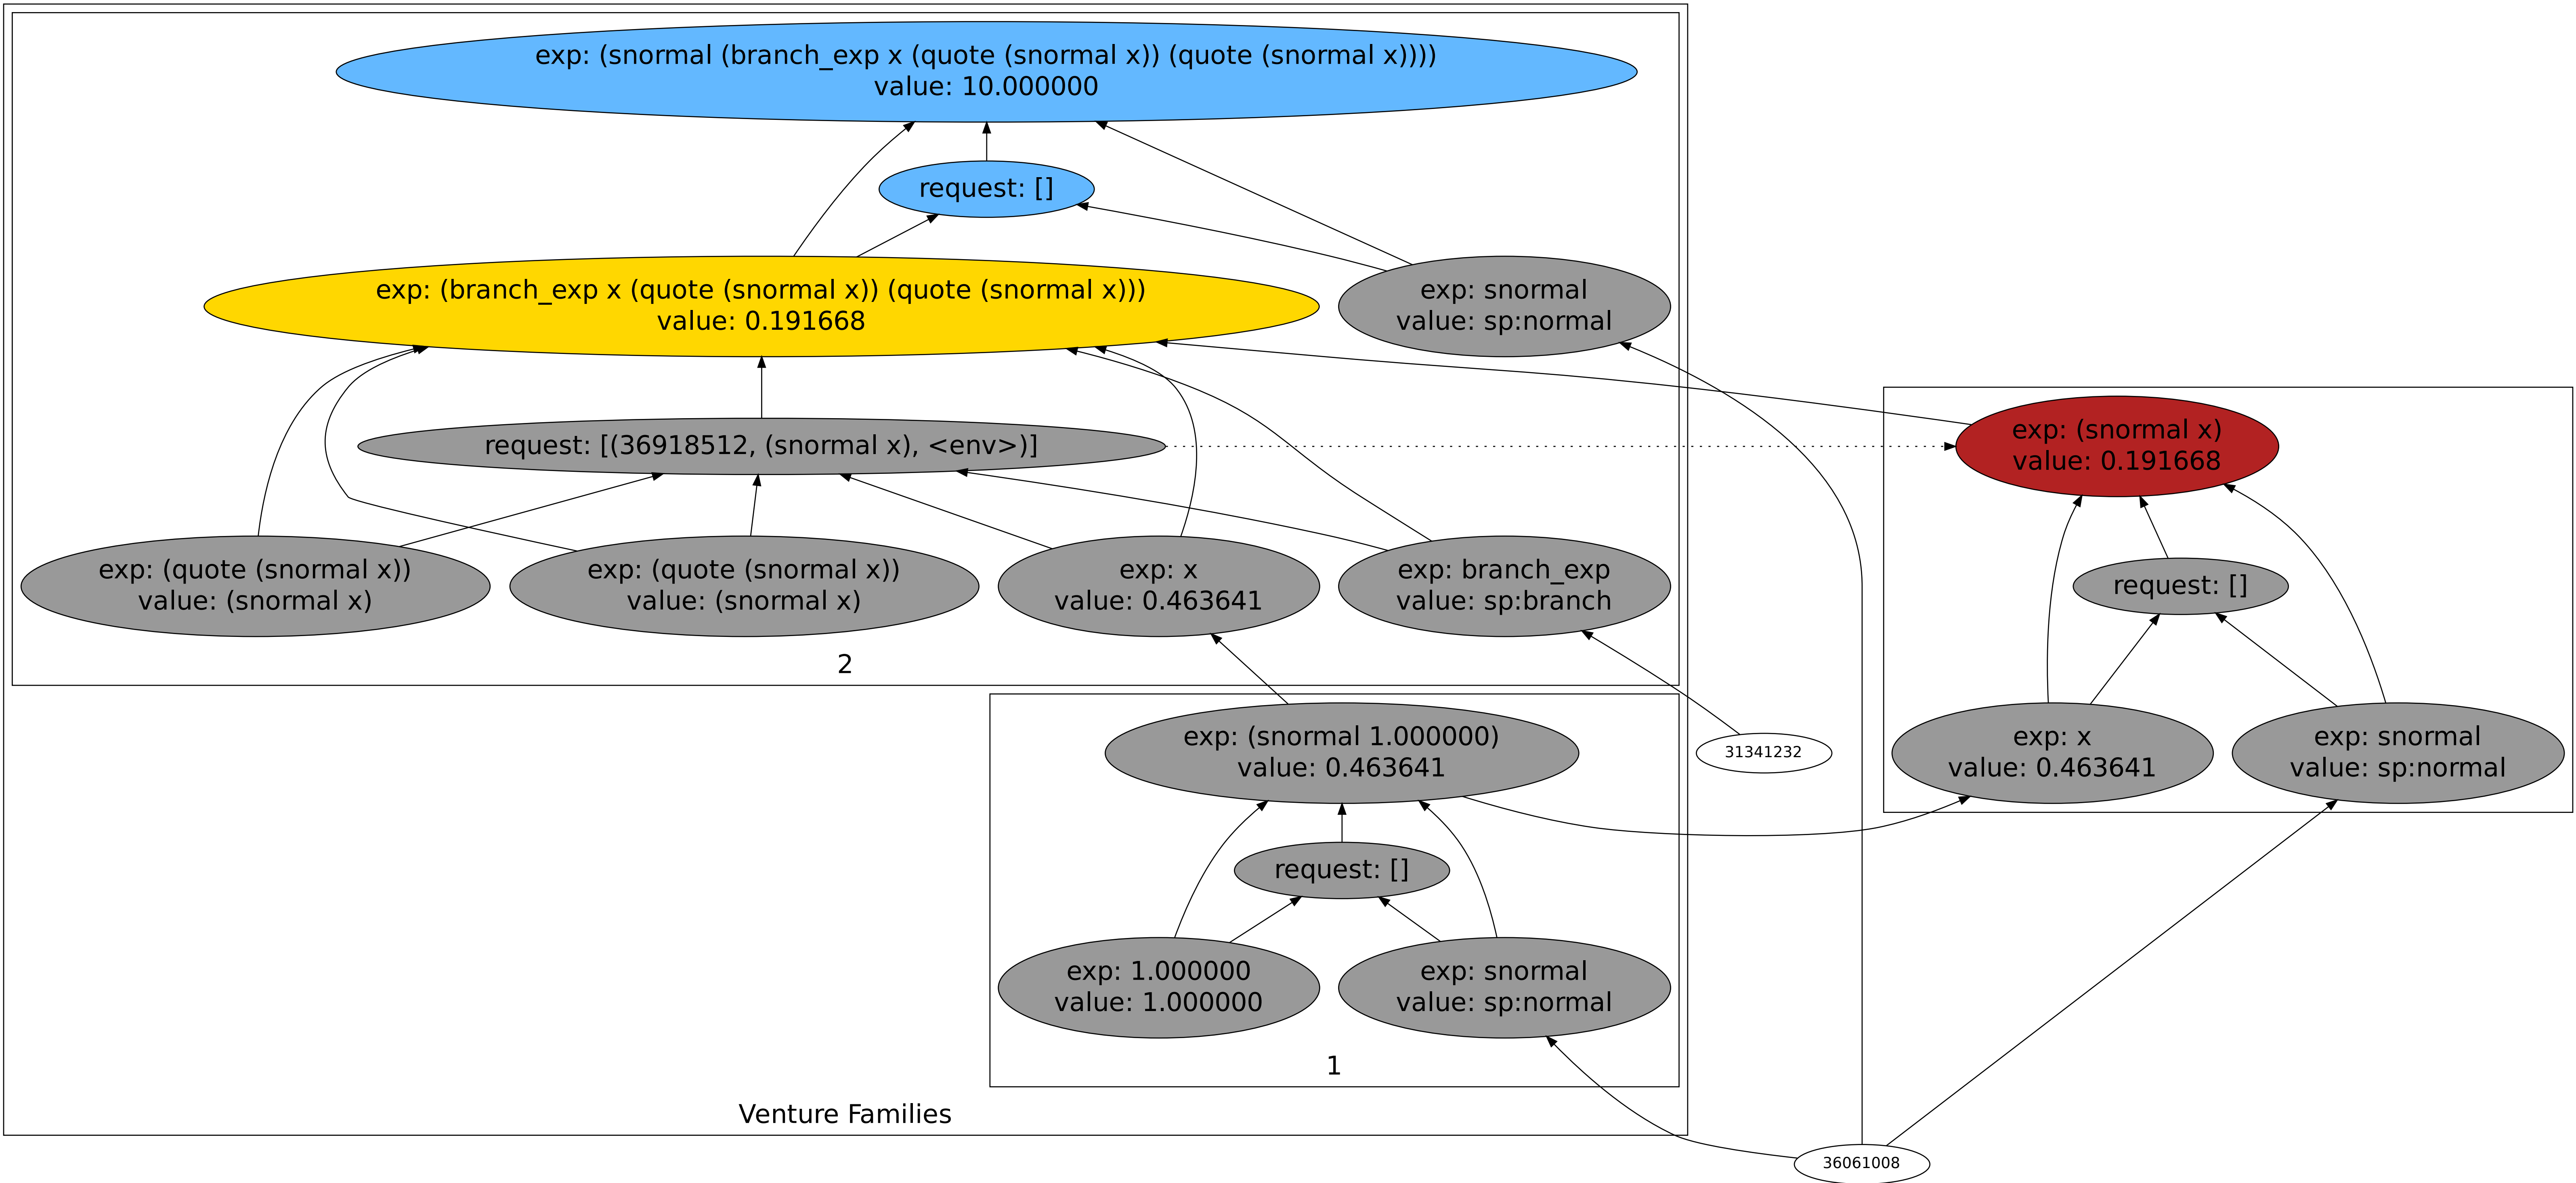 exp: (snormal (branch_exp x (quote (snormal x)) (quote (snormal x))))
value: 10.000000
request: []
exp: (branch_exp x (quote (snormal x)) (quote (snormal x)))
value: 0.191668
exp: snormal
value: sp:normal
request: [(36918512, (snormal x), <env>)]
exp: (snormal x)
value: 0.191668
exp: (quote (snormal x))
value: (snormal x)
exp: (quote (snormal x))
value: (snormal x)
exp: x
value: 0.463641
exp: branch_exp
value: sp:branch
request: []
2
exp: (snormal 1.000000)
value: 0.463641
31341232
exp: x
value: 0.463641
exp: snormal
value: sp:normal
request: []
exp: 1.000000
value: 1.000000
exp: snormal
value: sp:normal
1
Venture Families
36061008